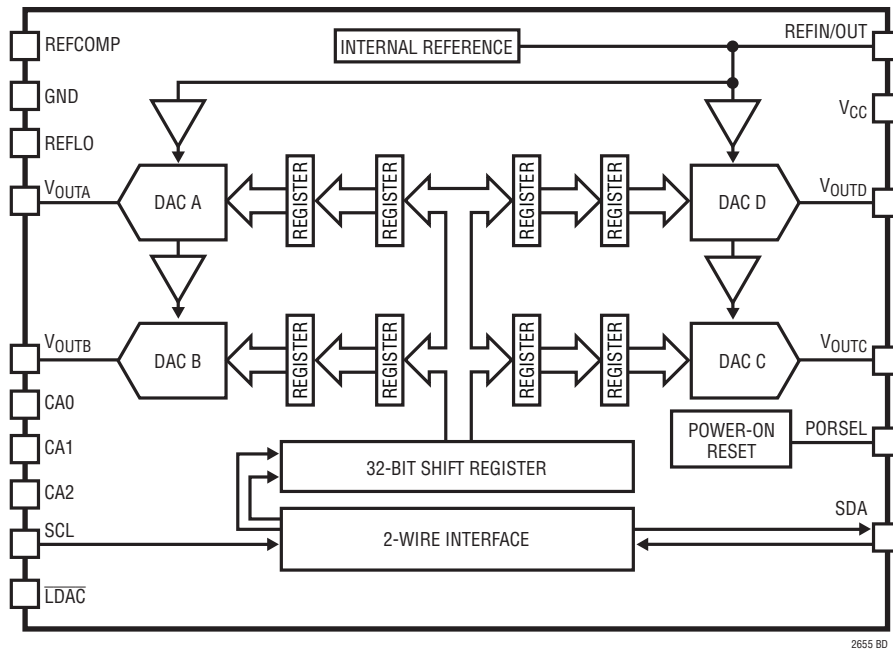 REFCOMP
INTERNAL REFERENCE
REFIN/OUT
GND
VCC
REFLO
VOUTA
DAC A
REGISTER
REGISTER
REGISTER
REGISTER
DAC D
VOUTD
VOUTB
DAC B
REGISTER
REGISTER
REGISTER
REGISTER
DAC C
VOUTC
CA0
CA1
CA2
SCL
LDAC
32-BIT SHIFT REGISTER
2-WIRE INTERFACE
POWER-ON
RESET
PORSEL
SDA
2655 BD